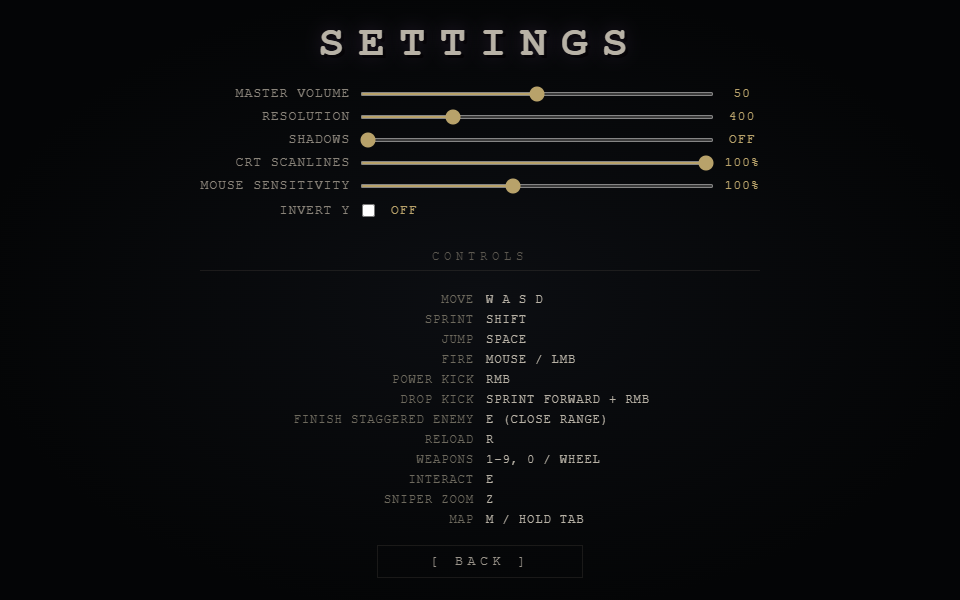 SETTINGS
MASTER VOLUME 50
RESOLUTION 400
SHADOWS OFF
CRT SCANLINES 100%
MOUSE SENSITIVITY 100%
INVERT Y OFF
CONTROLS
MOVE W A S D
SPRINT SHIFT
JUMP SPACE
FIRE MOUSE / LMB
POWER KICK RMB
DROP KICK SPRINT FORWARD + RMB
FINISH STAGGERED ENEMY E (CLOSE RANGE)
RELOAD R
WEAPONS 1–9, 0 / WHEEL
INTERACT E
SNIPER ZOOM Z
MAP M / HOLD TAB
[ BACK ]